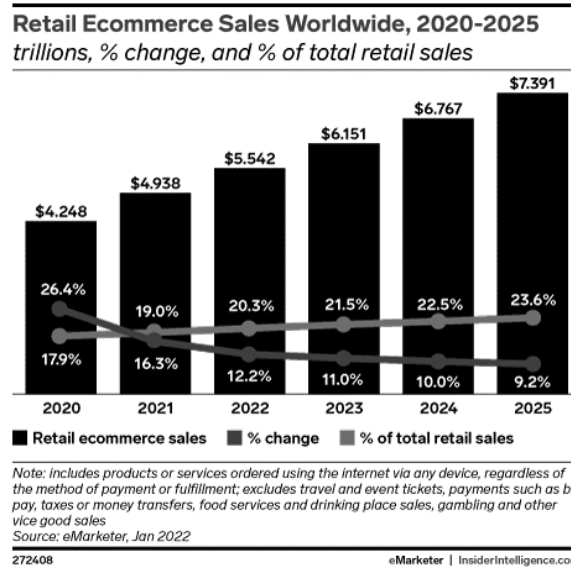 Retail Ecommerce Sales Worldwide, 2020-2025
trillions, % change, and % of total retail sales
$7.391
$6.767
$6.151
$5.542
$4.938
$4.248
26.4%
19.0%
20.3%
21.5%
22.5%
23.6%
17.9%
16.3%
12.2%
11.0%
10.0%
9.2%
2020 2021 2022 2023 2024 2025
Retail ecommerce sales % change % of total retail sales
Note: includes products or services ordered using the internet via any device, regardless of
the method of payment or fulfillment; excludes travel and event tickets, payments such as b
pay, taxes or money transfers, food services and drinking place sales, gambling and other
vice good sales
Source: eMarketer, Jan 2022
272408 eMarketer | InsiderIntelligence.co